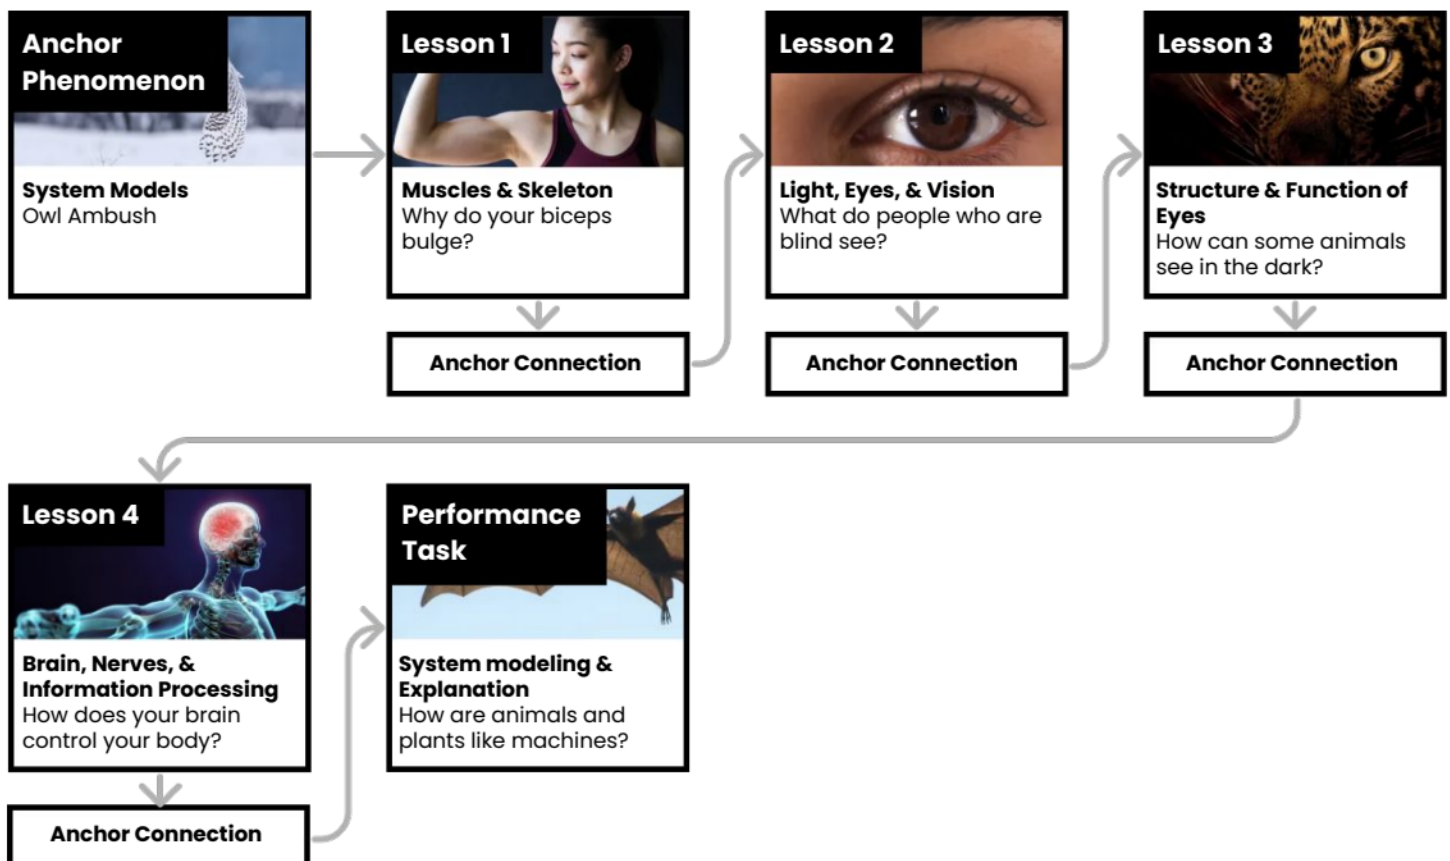 Anchor
Phenomenon
System Models
Owl Ambush
Lesson 1
Muscles & Skeleton
Why do your biceps
bulge?
Anchor Connection
Lesson 2
Light, Eyes, & Vision
What do people who are
blind see?
Anchor Connection
Lesson 3
Structure & Function of
Eyes
How can some animals
see in the dark?
Anchor Connection
Lesson 4
Brain, Nerves, &
Information Processing
How does your brain
control your body?
Anchor Connection
Performance
Task
System modeling &
Explanation
How are animals and
plants like machines?